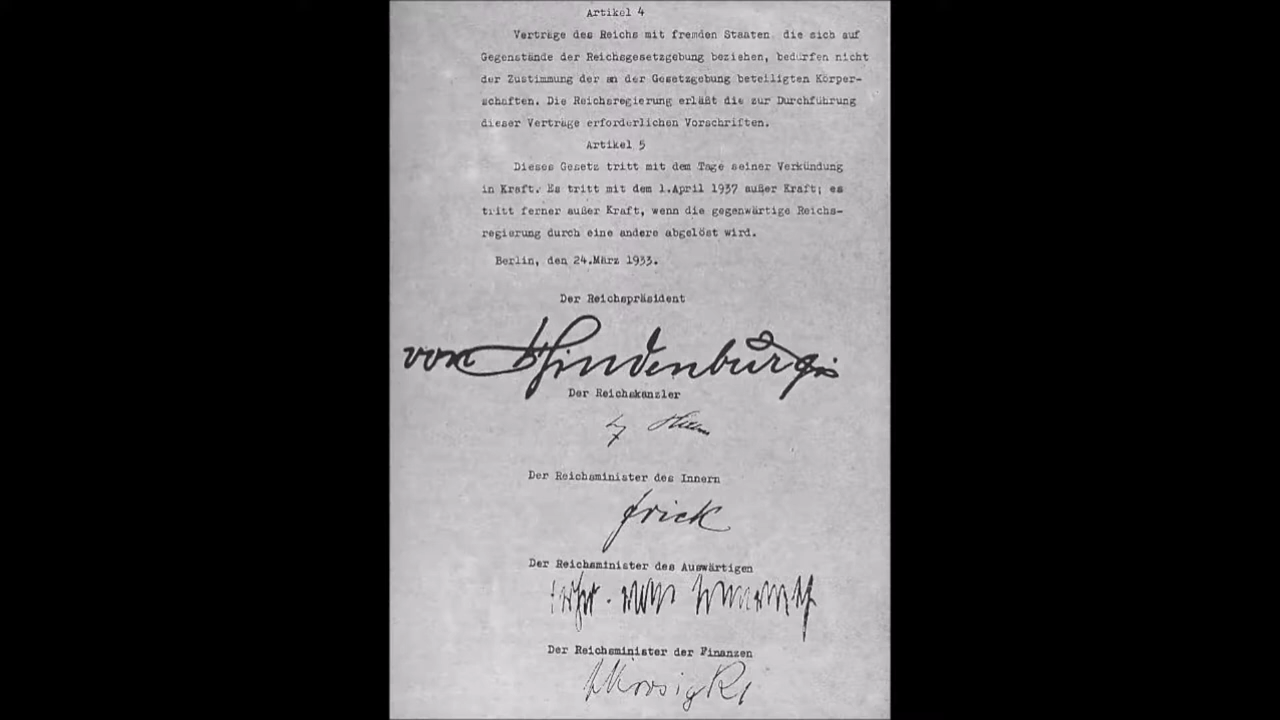 Artikel 4
Verträge des Reichs mit fremden Staaten, die sich auf
Gegenstände der Reichsgesetzgebung beziehen, bedürfen nicht
der Zustimmung der an der Gesetzgebung beteiligten Körper-
schaften. Die Reichsregierung erläßt die zur Durchführung
dieser Verträge erforderlichen Vorschriften.
Artikel 5
Dieses Gesetz tritt mit dem Tage seiner Verkündung
in Kraft. Es tritt mit dem 1.April 1937 außer Kraft; es
tritt ferner außer Kraft, wenn die gegenwärtige Reichs-
regierung durch eine andere abgelöst wird.
Berlin, den 24.März 1933.
Der Reichspräsident
von Hindenburg
Der Reichskanzler
Hitler
Der Reichsminister des Innern
Frick
Der Reichsminister des Auswärtigen
Der Reichsminister der Finanzen
Krosigk